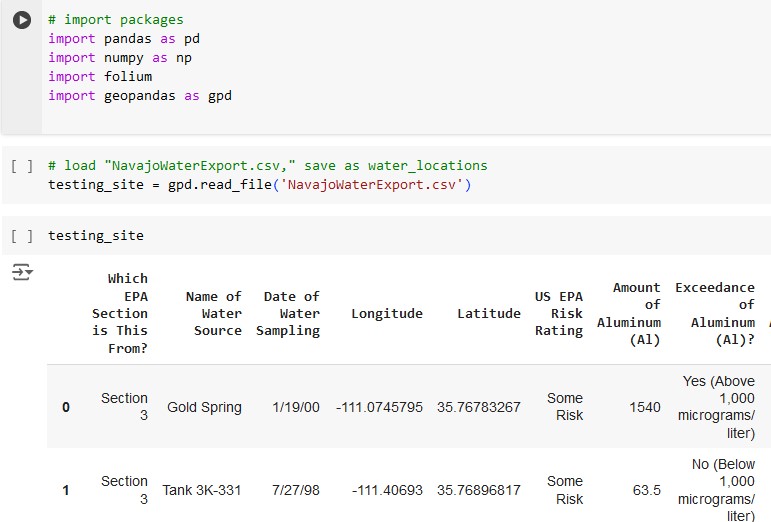 # import packages
import pandas as pd
import numpy as np
import folium
import geopandas as gpd
[ ] # load "NavajoWaterExport.csv," save as water_locations
testing_site = gpd.read_file('NavajoWaterExport.csv')
[ ] testing_site
Which EPA Section is This From? Name of Water Source Date of Water Sampling Longitude Latitude US EPA Risk Rating Amount of Aluminum (Al) Exceedance of Aluminum (Al)?
0 Section 3 Gold Spring 1/19/00 -111.0745795 35.76783267 Some Risk 1540 Yes (Above 1,000 micrograms/liter)
1 Section 3 Tank 3K-331 7/27/98 -111.40693 35.76896817 Some Risk 63.5 No (Below 1,000 micrograms/liter)